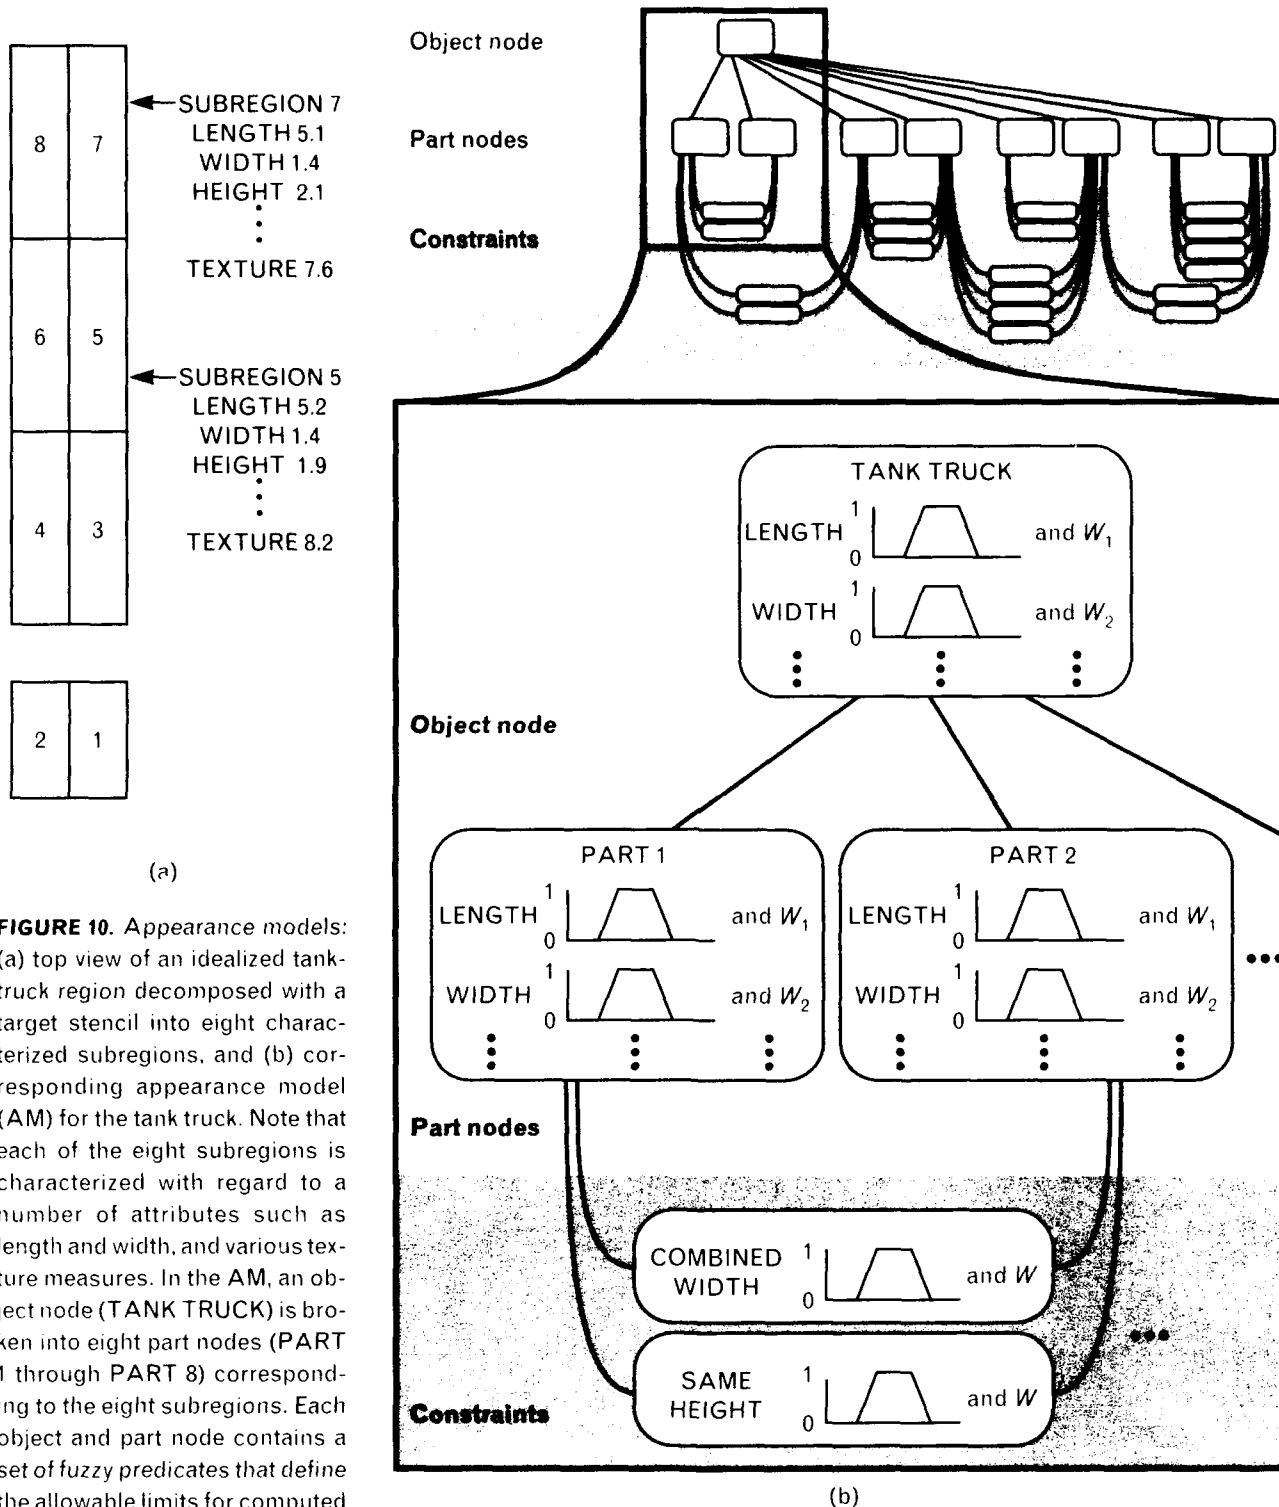 8 7
SUBREGION 7
LENGTH 5.1
WIDTH 1.4
HEIGHT 2.1
TEXTURE 7.6
6 5
SUBREGION 5
LENGTH 5.2
WIDTH 1.4
HEIGHT 1.9
TEXTURE 8.2
4 3
2 1
(a)
FIGURE 10. Appearance models:
(a) top view of an idealized tank-
truck region decomposed with a
target stencil into eight charac-
terized subregions, and (b) cor-
responding appearance model
(AM) for the tank truck. Note that
each of the eight subregions is
characterized with regard to a
number of attributes such as
length and width, and various tex-
ture measures. In the AM, an ob-
ject node (TANK TRUCK) is bro-
ken into eight part nodes (PART
1 through PART 8) correspond-
ing to the eight subregions. Each
object and part node contains a
set of fuzzy predicates that define
the allowable limits for computed
Object node
Part nodes
Constraints
TANK TRUCK
LENGTH 1 0 and W1
WIDTH 1 0 and W2
Object node
PART 1
LENGTH 1 0 and W1
WIDTH 1 0 and W2
PART 2
LENGTH 1 0 and W1
WIDTH 1 0 and W2
Part nodes
COMBINED
WIDTH 1 0 and W
SAME
HEIGHT 1 0 and W
Constraints
(b)